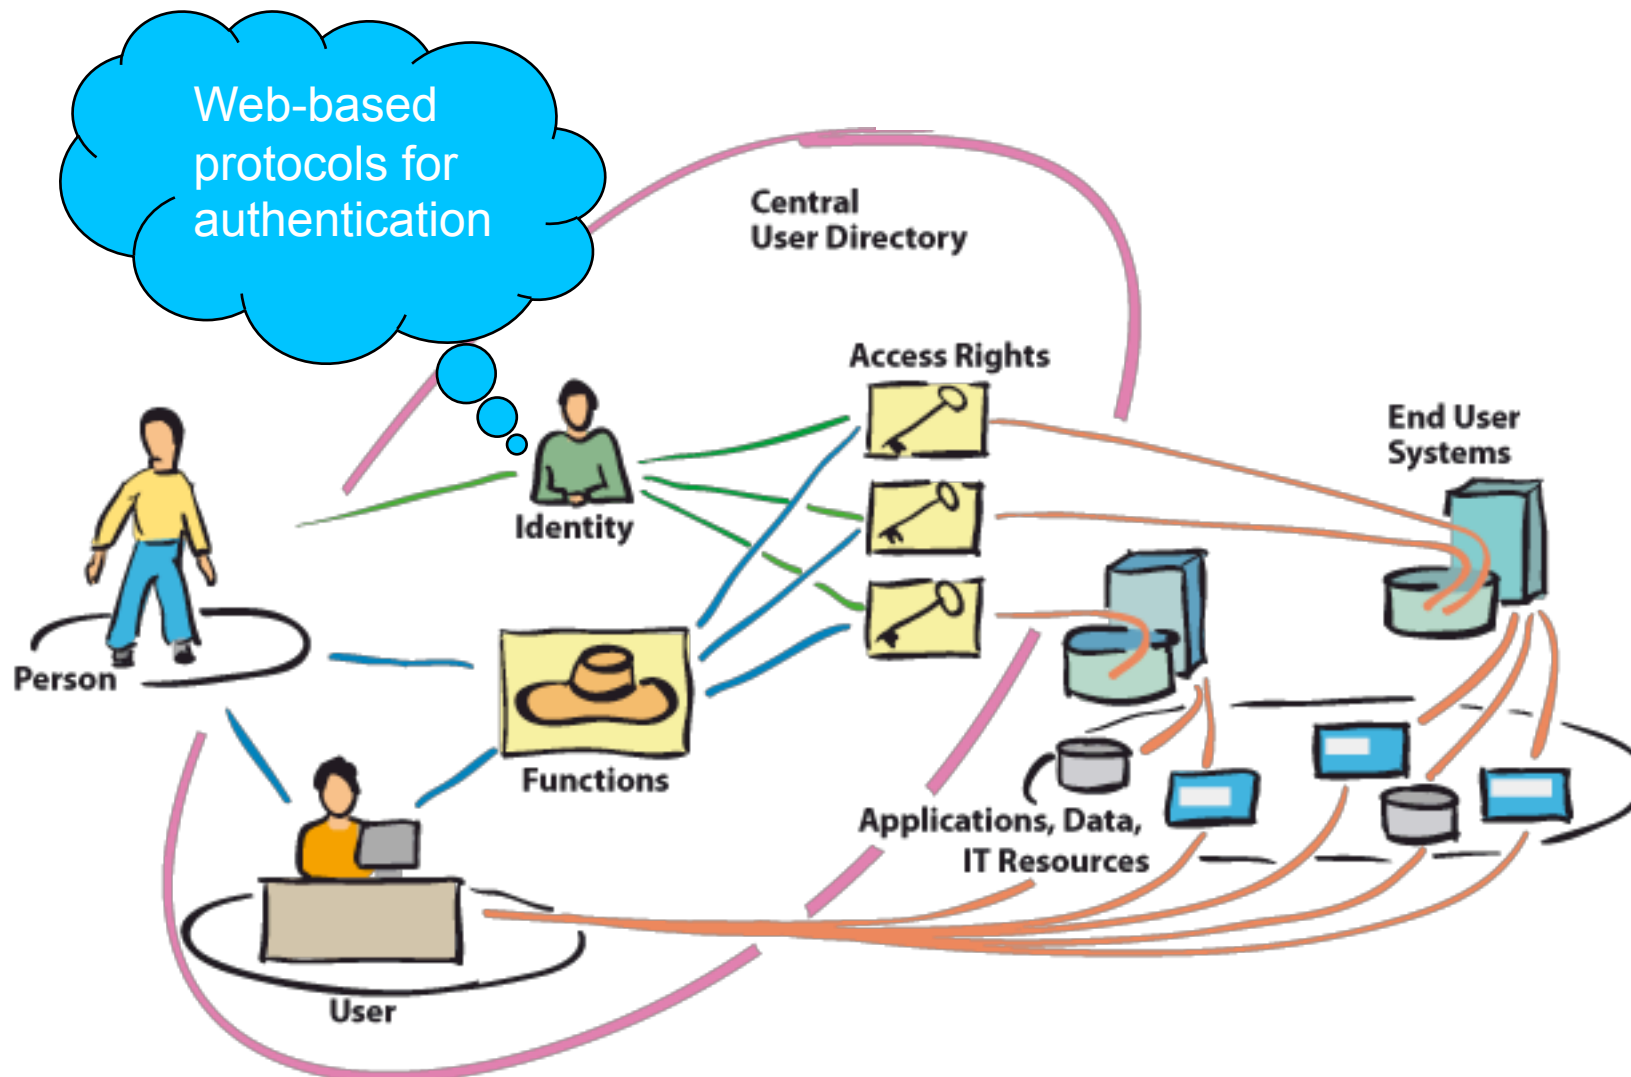 Web-based
protocols for
authentication
Central
User Directory
Access Rights
End User
Systems
Identity
Person
Functions
Applications, Data,
IT Resources
User